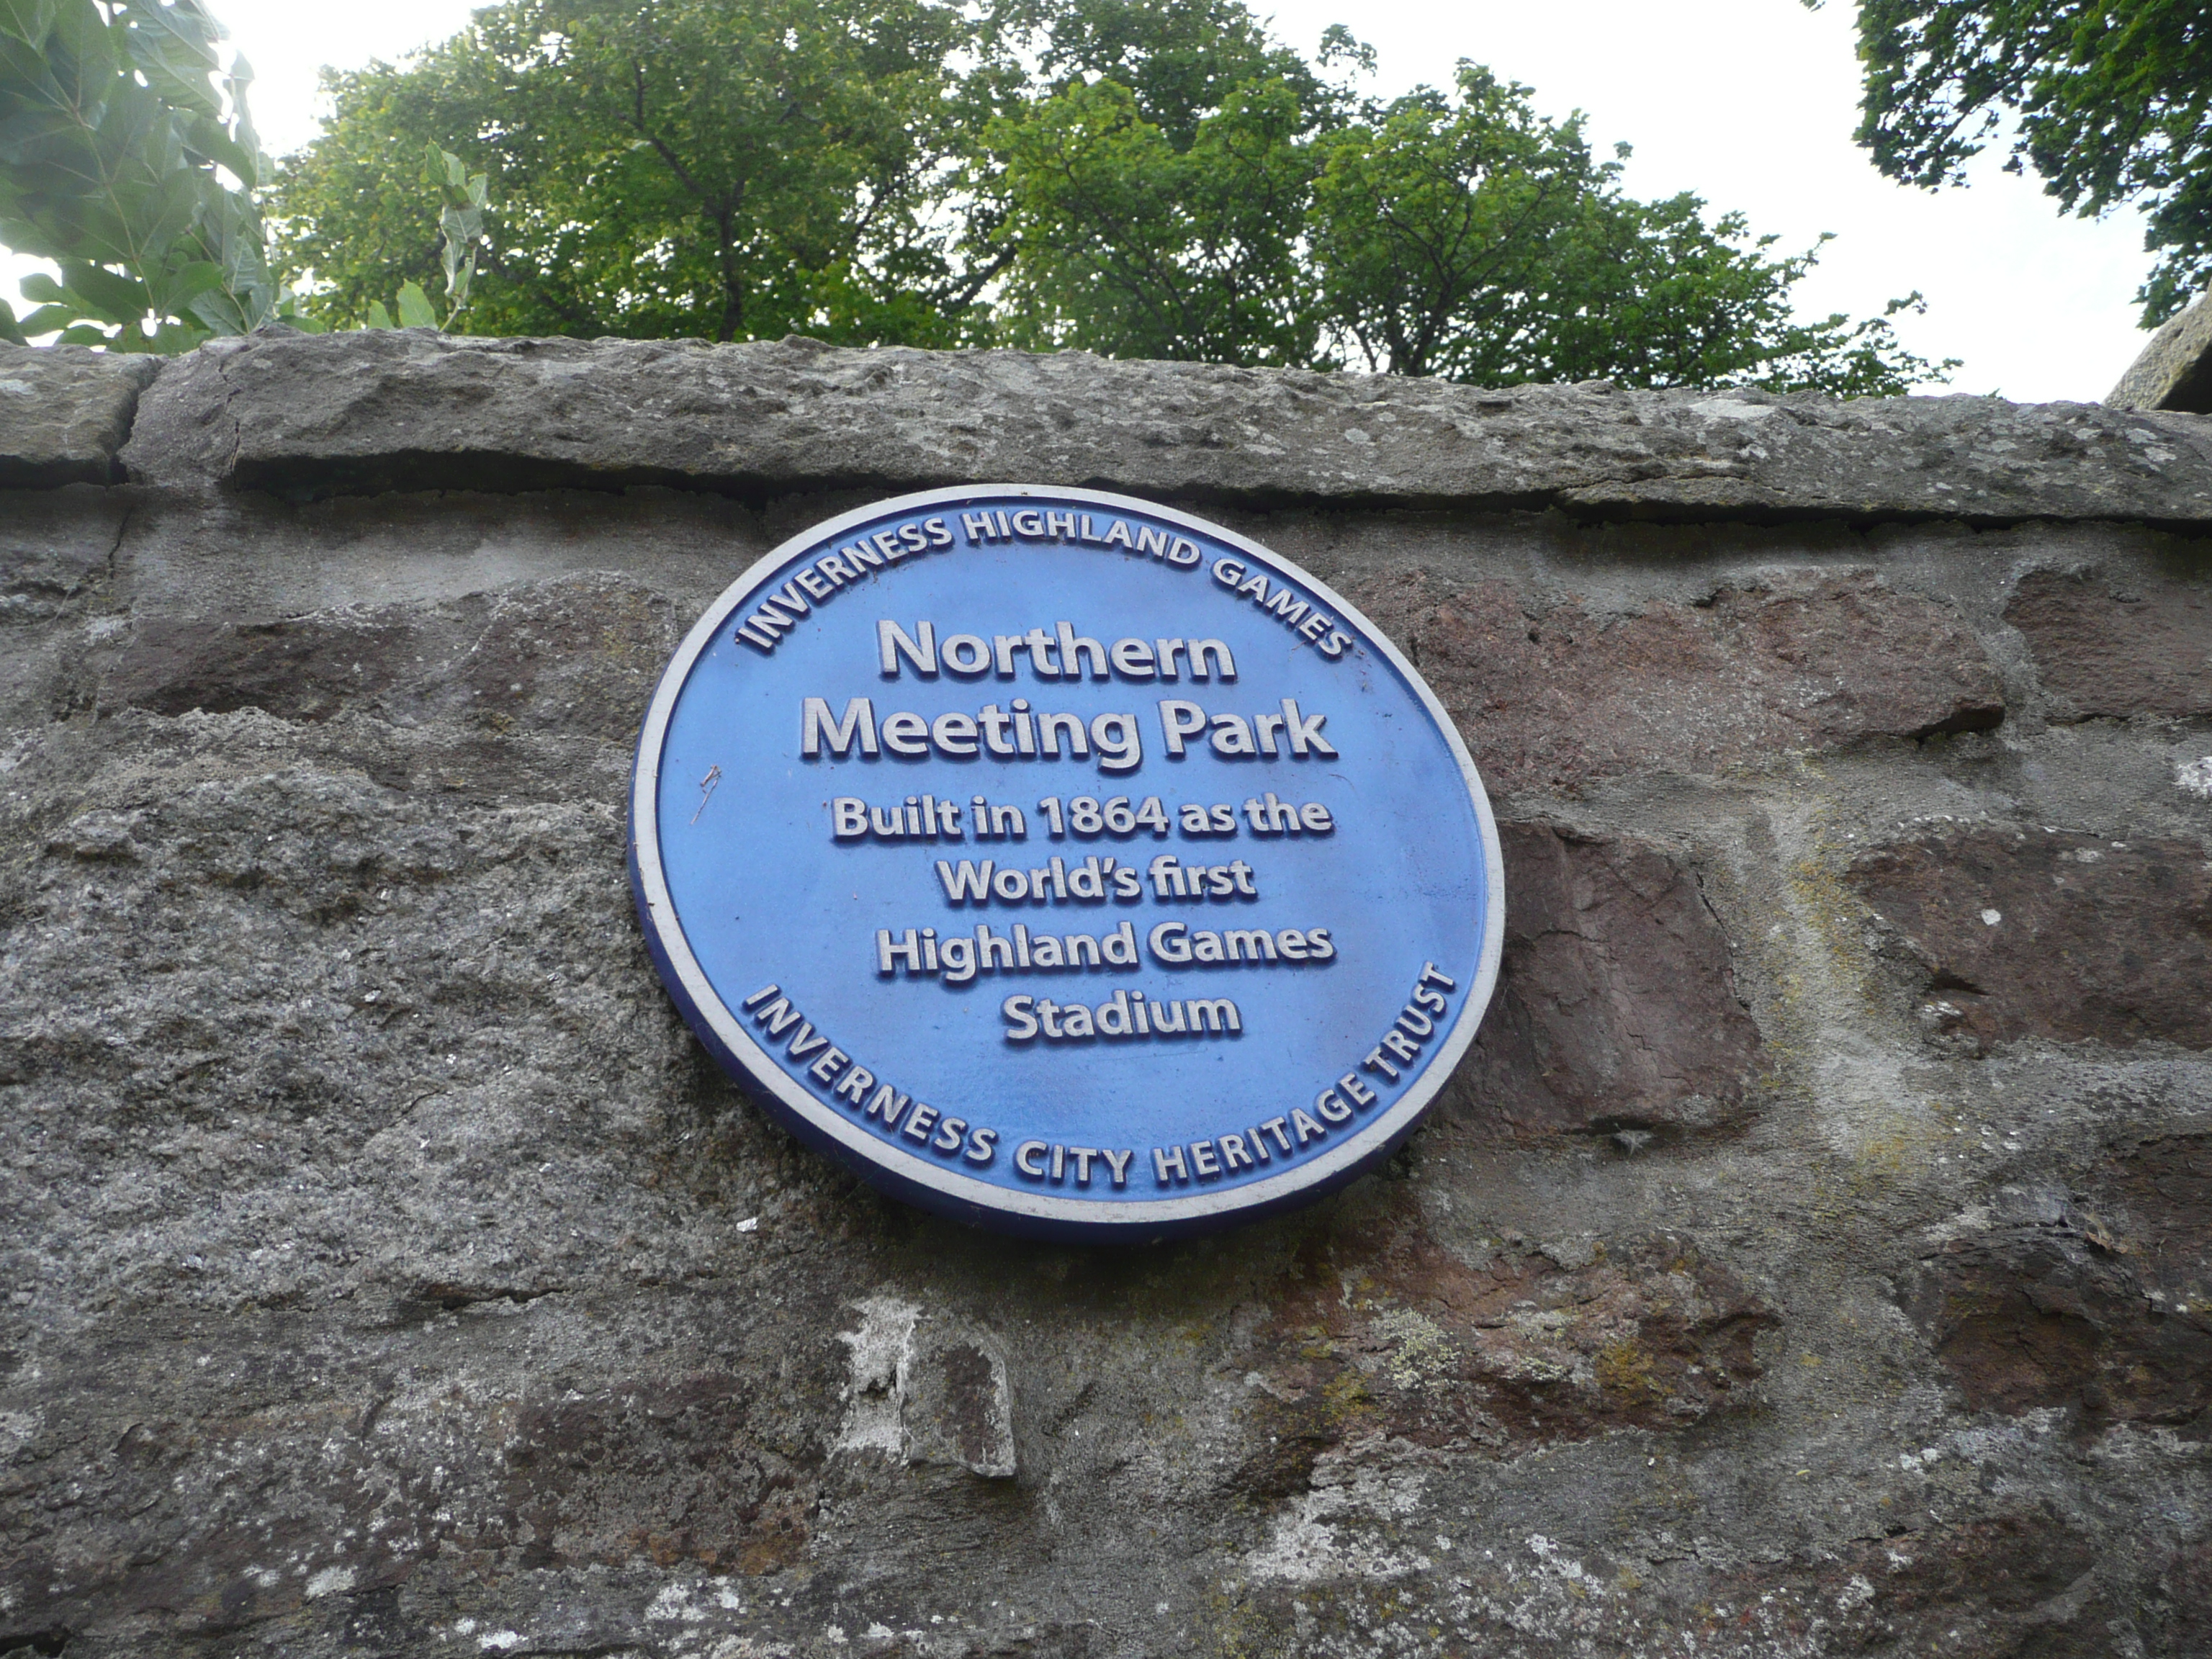 INVERNESS HIGHLAND GAMES
Northern
Meeting Park
Built in 1864 as the
World's first
Highland Games
Stadium
INVERNESS CITY HERITAGE TRUST